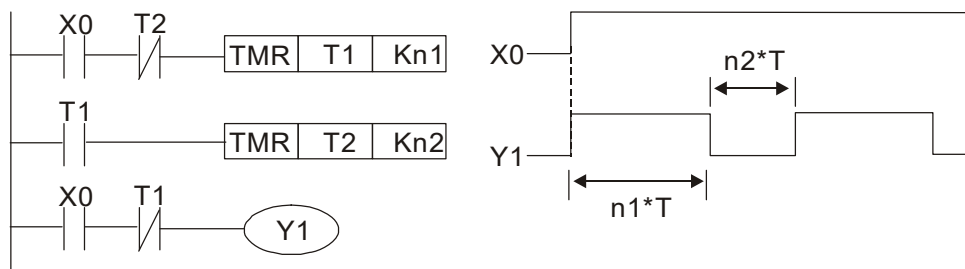 X0 T2
TMR T1 Kn1
T1
TMR T2 Kn2
X0 T1
Y1
X0
n2*T
Y1
n1*T